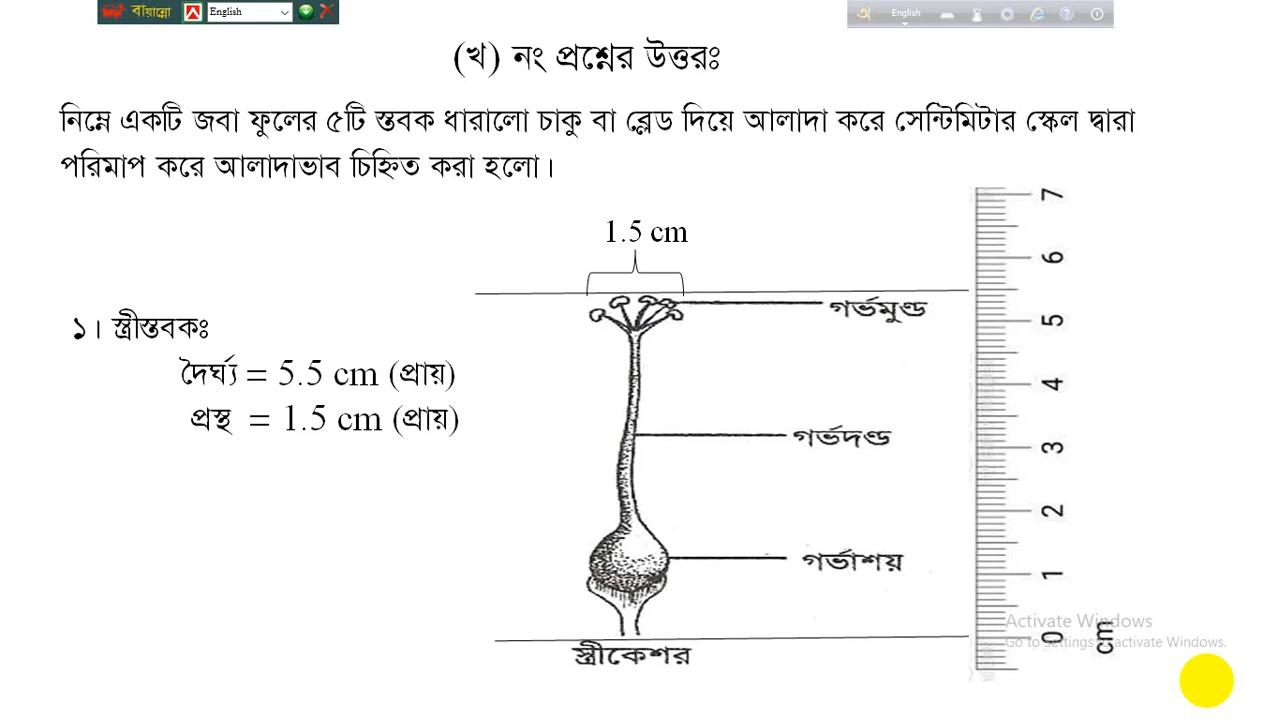 বায়ান্নো English
অ English
(খ) নং প্রশ্নের উত্তরঃ
নিম্নে একটি জবা ফুলের ৫টি স্তবক ধারালো চাকু বা ব্লেড দিয়ে আলাদা করে সেন্টিমিটার স্কেল দ্বারা
পরিমাপ করে আলাদাভাব চিহ্নিত করা হলো।
1.5 cm
১। স্ত্রীস্তবকঃ
দৈর্ঘ্য = 5.5 cm (প্রায়)
প্রস্থ = 1.5 cm (প্রায়)
গর্ভমুন্ড
গর্ভদণ্ড
গর্ভাশয়
স্ত্রীকেশর
7
6
5
4
3
2
1
0
cm
Activate Windows
Go to Settings to activate Windows.